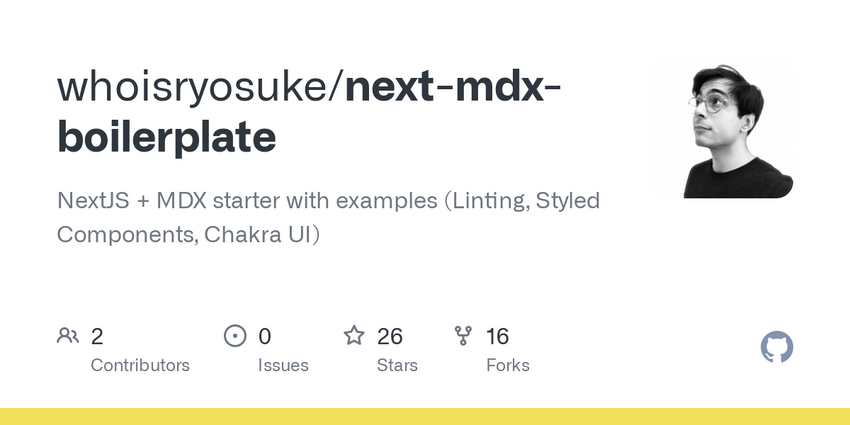 whoisryosuke/next-mdx-
boilerplate
NextJS + MDX starter with examples (Linting, Styled
Components, Chakra UI)
2
Contributors
0
Issues
26
Stars
16
Forks